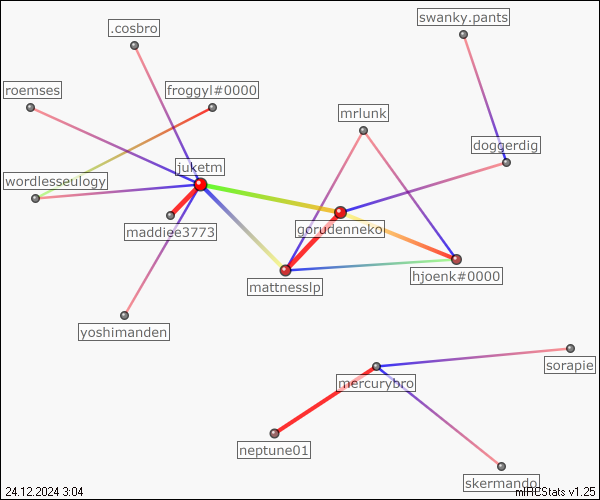 swanky.pants
.cosbro
roemses
froggyl#0000
mrlunk
doggerdig
juketm
wordlesseulogy
maddiee3773
gorudenneko
hjoenk#0000
mattnesslp
yoshimanden
sorapie
mercurybro
neptune01
skermando
24.12.2024 3:04
mIRCStats v1.25